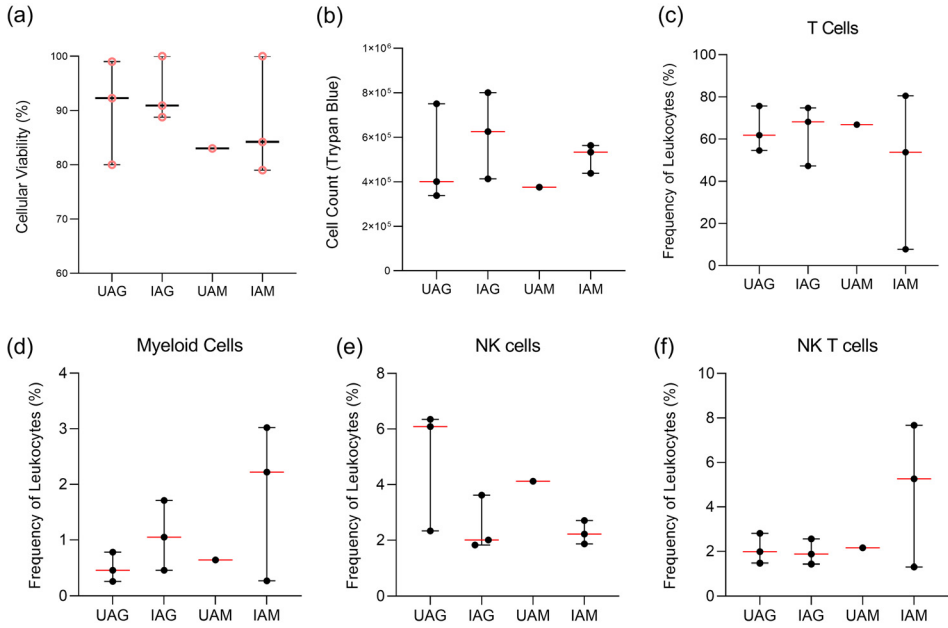 (a)
Cellular Viability (%)
100
90
80
70
60
UAG IAG UAM IAM
(b)
Cell Count (Trypan Blue)
1×10⁶
8×10⁵
6×10⁵
4×10⁵
2×10⁵
0
UAG IAG UAM IAM
(c)
T Cells
Frequency of Leukocytes (%)
100
80
60
40
20
0
UAG IAG UAM IAM
(d)
Myeloid Cells
Frequency of Leukocytes (%)
4
3
2
1
0
UAG IAG UAM IAM
(e)
NK cells
Frequency of Leukocytes (%)
8
6
4
2
0
UAG IAG UAM IAM
(f)
NK T cells
Frequency of Leukocytes (%)
10
8
6
4
2
0
UAG IAG UAM IAM